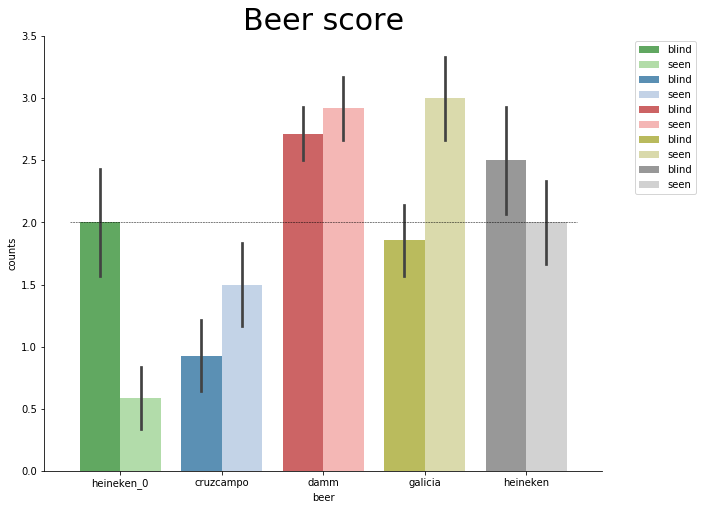 Beer score
3.5
3.0
2.5
2.0
1.5
1.0
0.5
0.0
counts
heineken_0 cruzcampo damm galicia heineken
beer
blind
seen
blind
seen
blind
seen
blind
seen
blind
seen